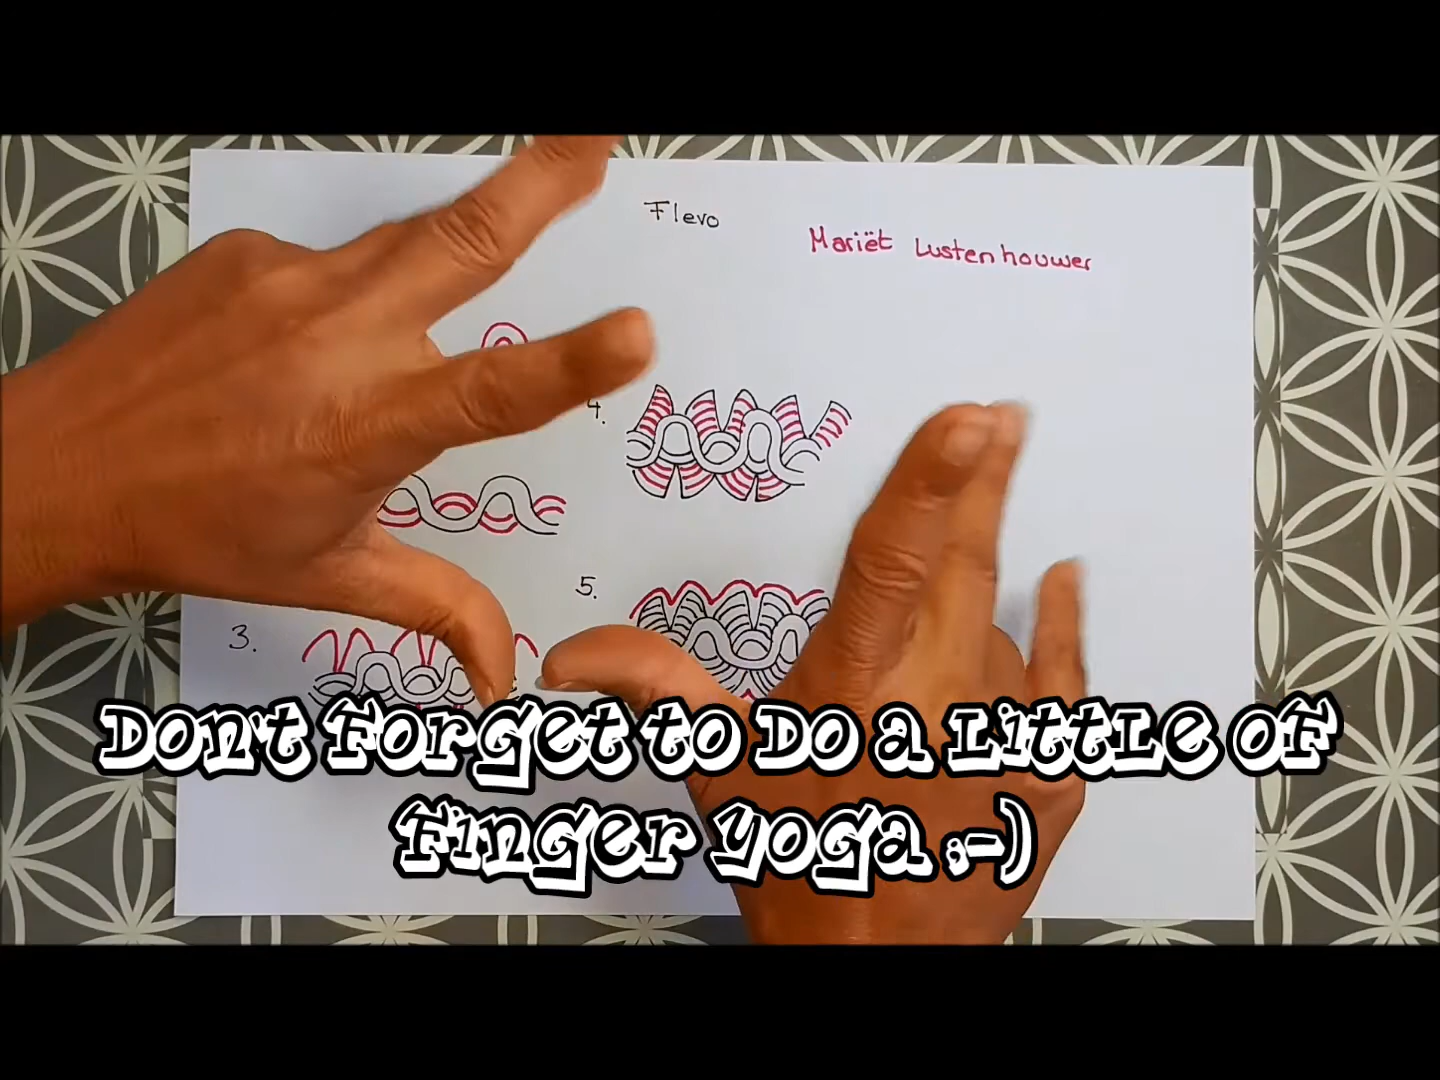 Flevo
Mariët Lustenhouwer
4.
5.
3.
Don't Forget to Do a Little of
Finger Yoga ;-)